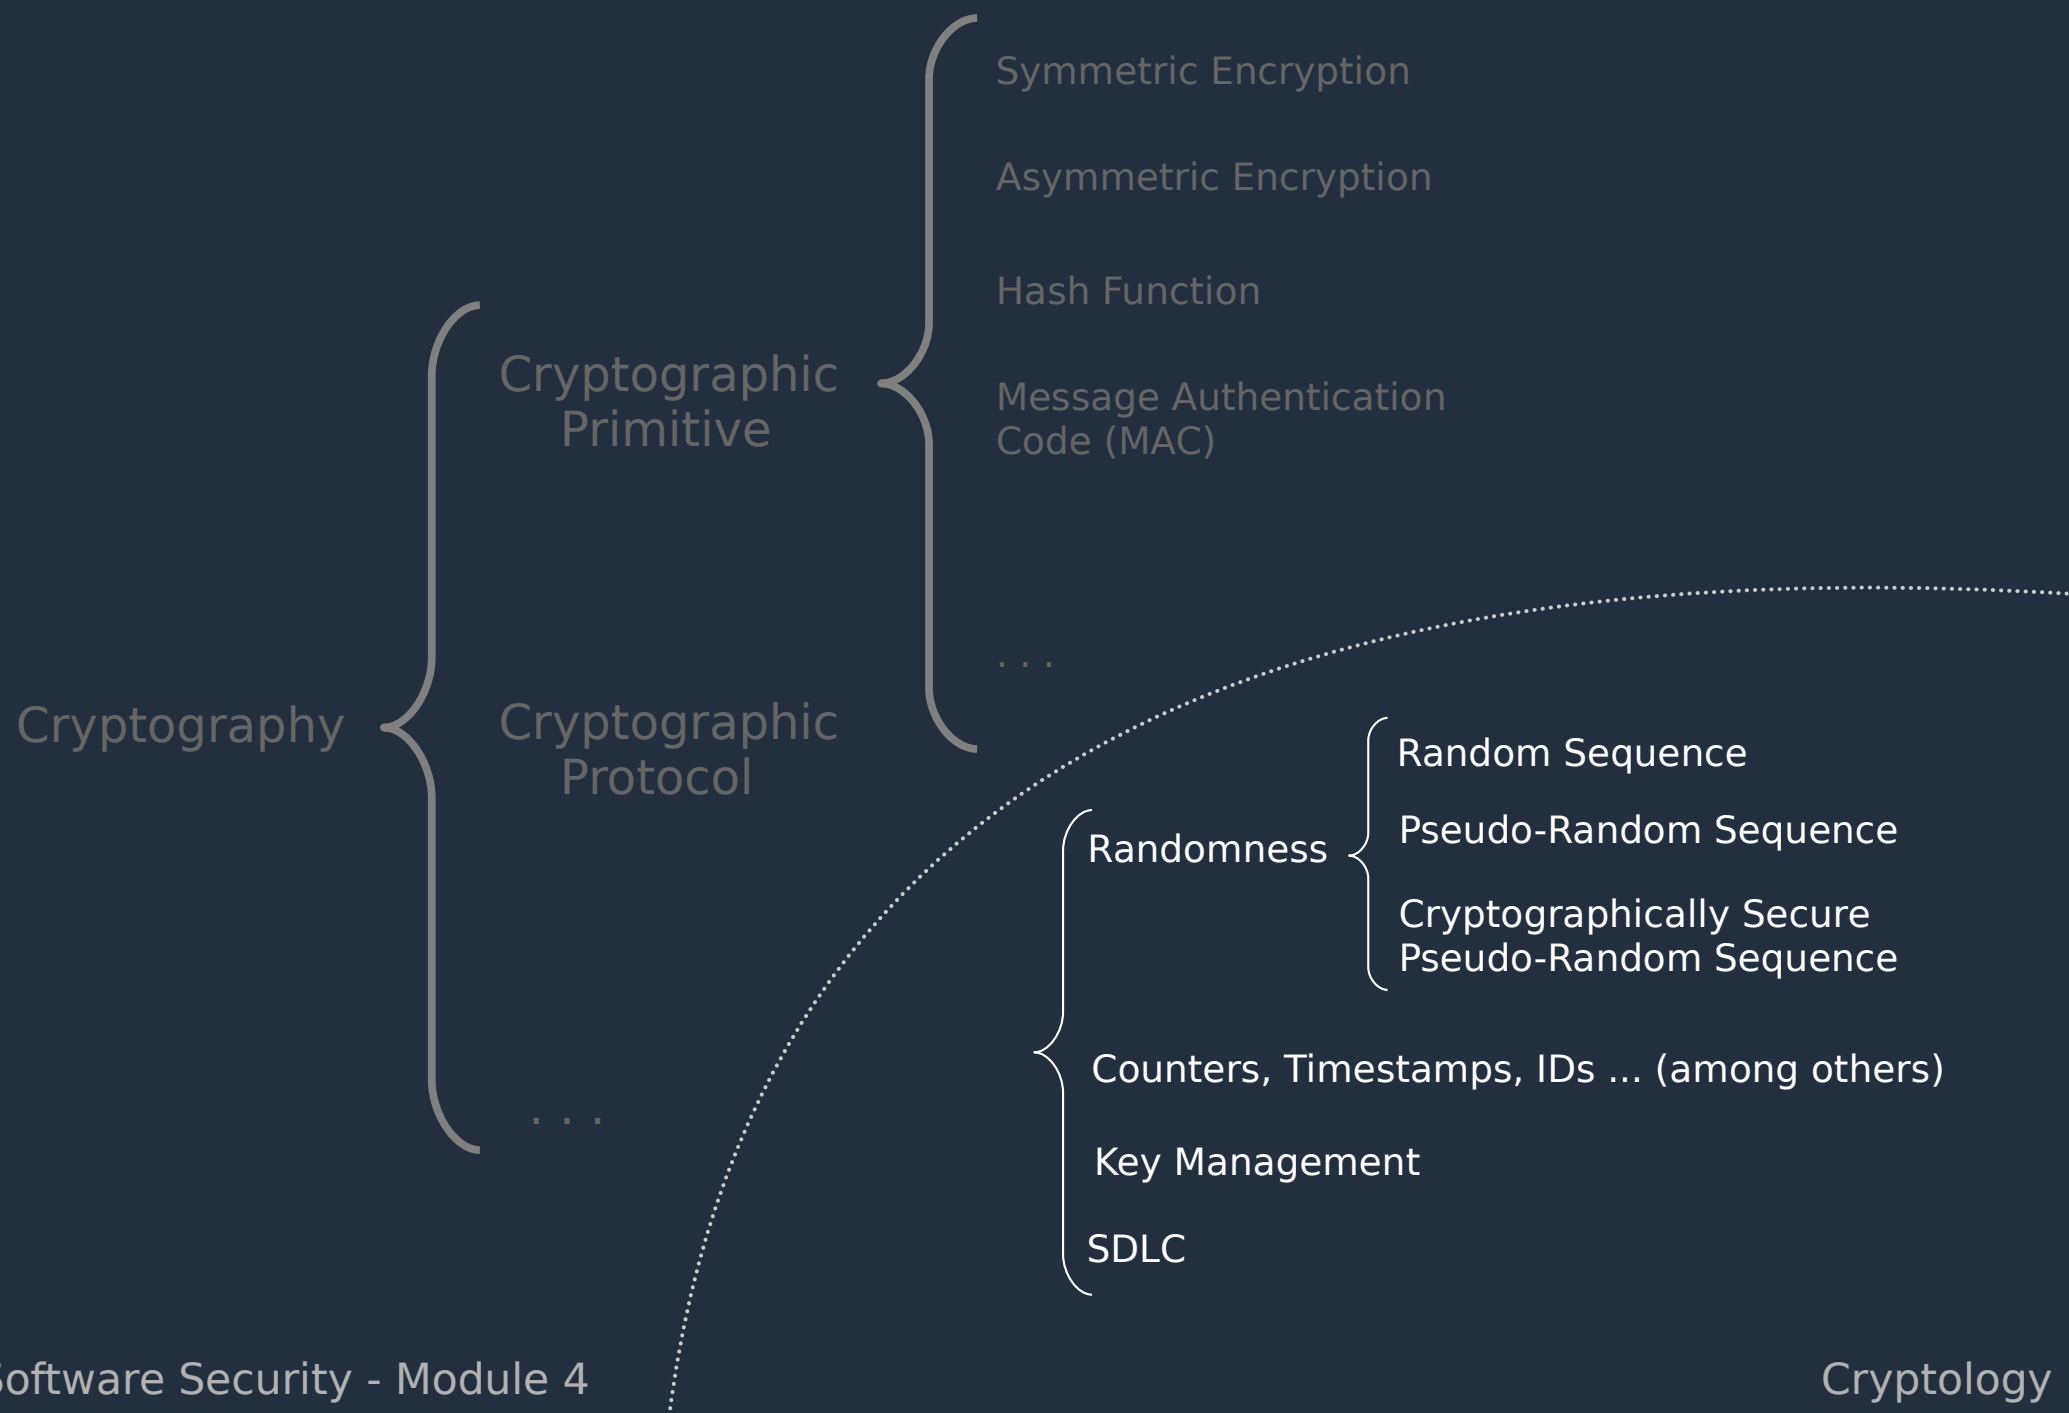 Symmetric Encryption
Asymmetric Encryption
Hash Function
Cryptographic
Primitive
Message Authentication
Code (MAC)
. . .
Cryptography
Cryptographic
Protocol
. . .
Randomness
Random Sequence
Pseudo-Random Sequence
Cryptographically Secure
Pseudo-Random Sequence
Counters, Timestamps, IDs ... (among others)
Key Management
SDLC
Software Security - Module 4
Cryptology